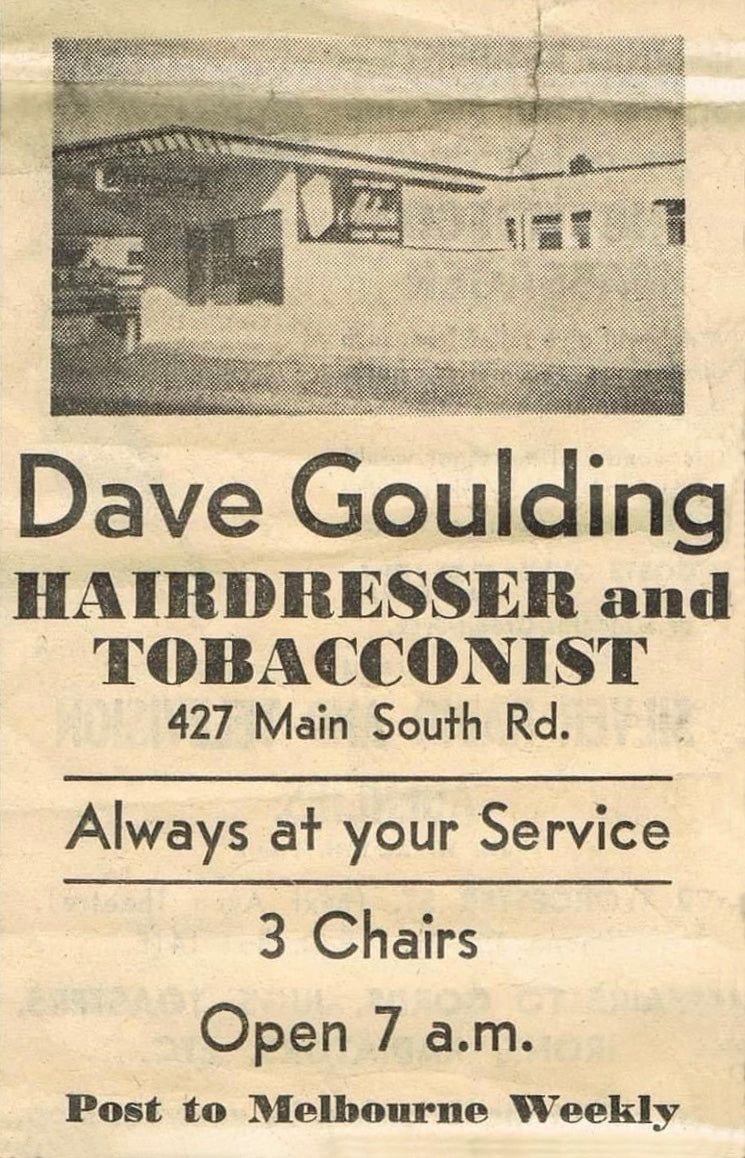 Dave Goulding
HAIRDRESSER and
TOBACCONIST
427 Main South Rd.
Always at your Service
3 Chairs
Open 7 a.m.
Post to Melbourne Weekly